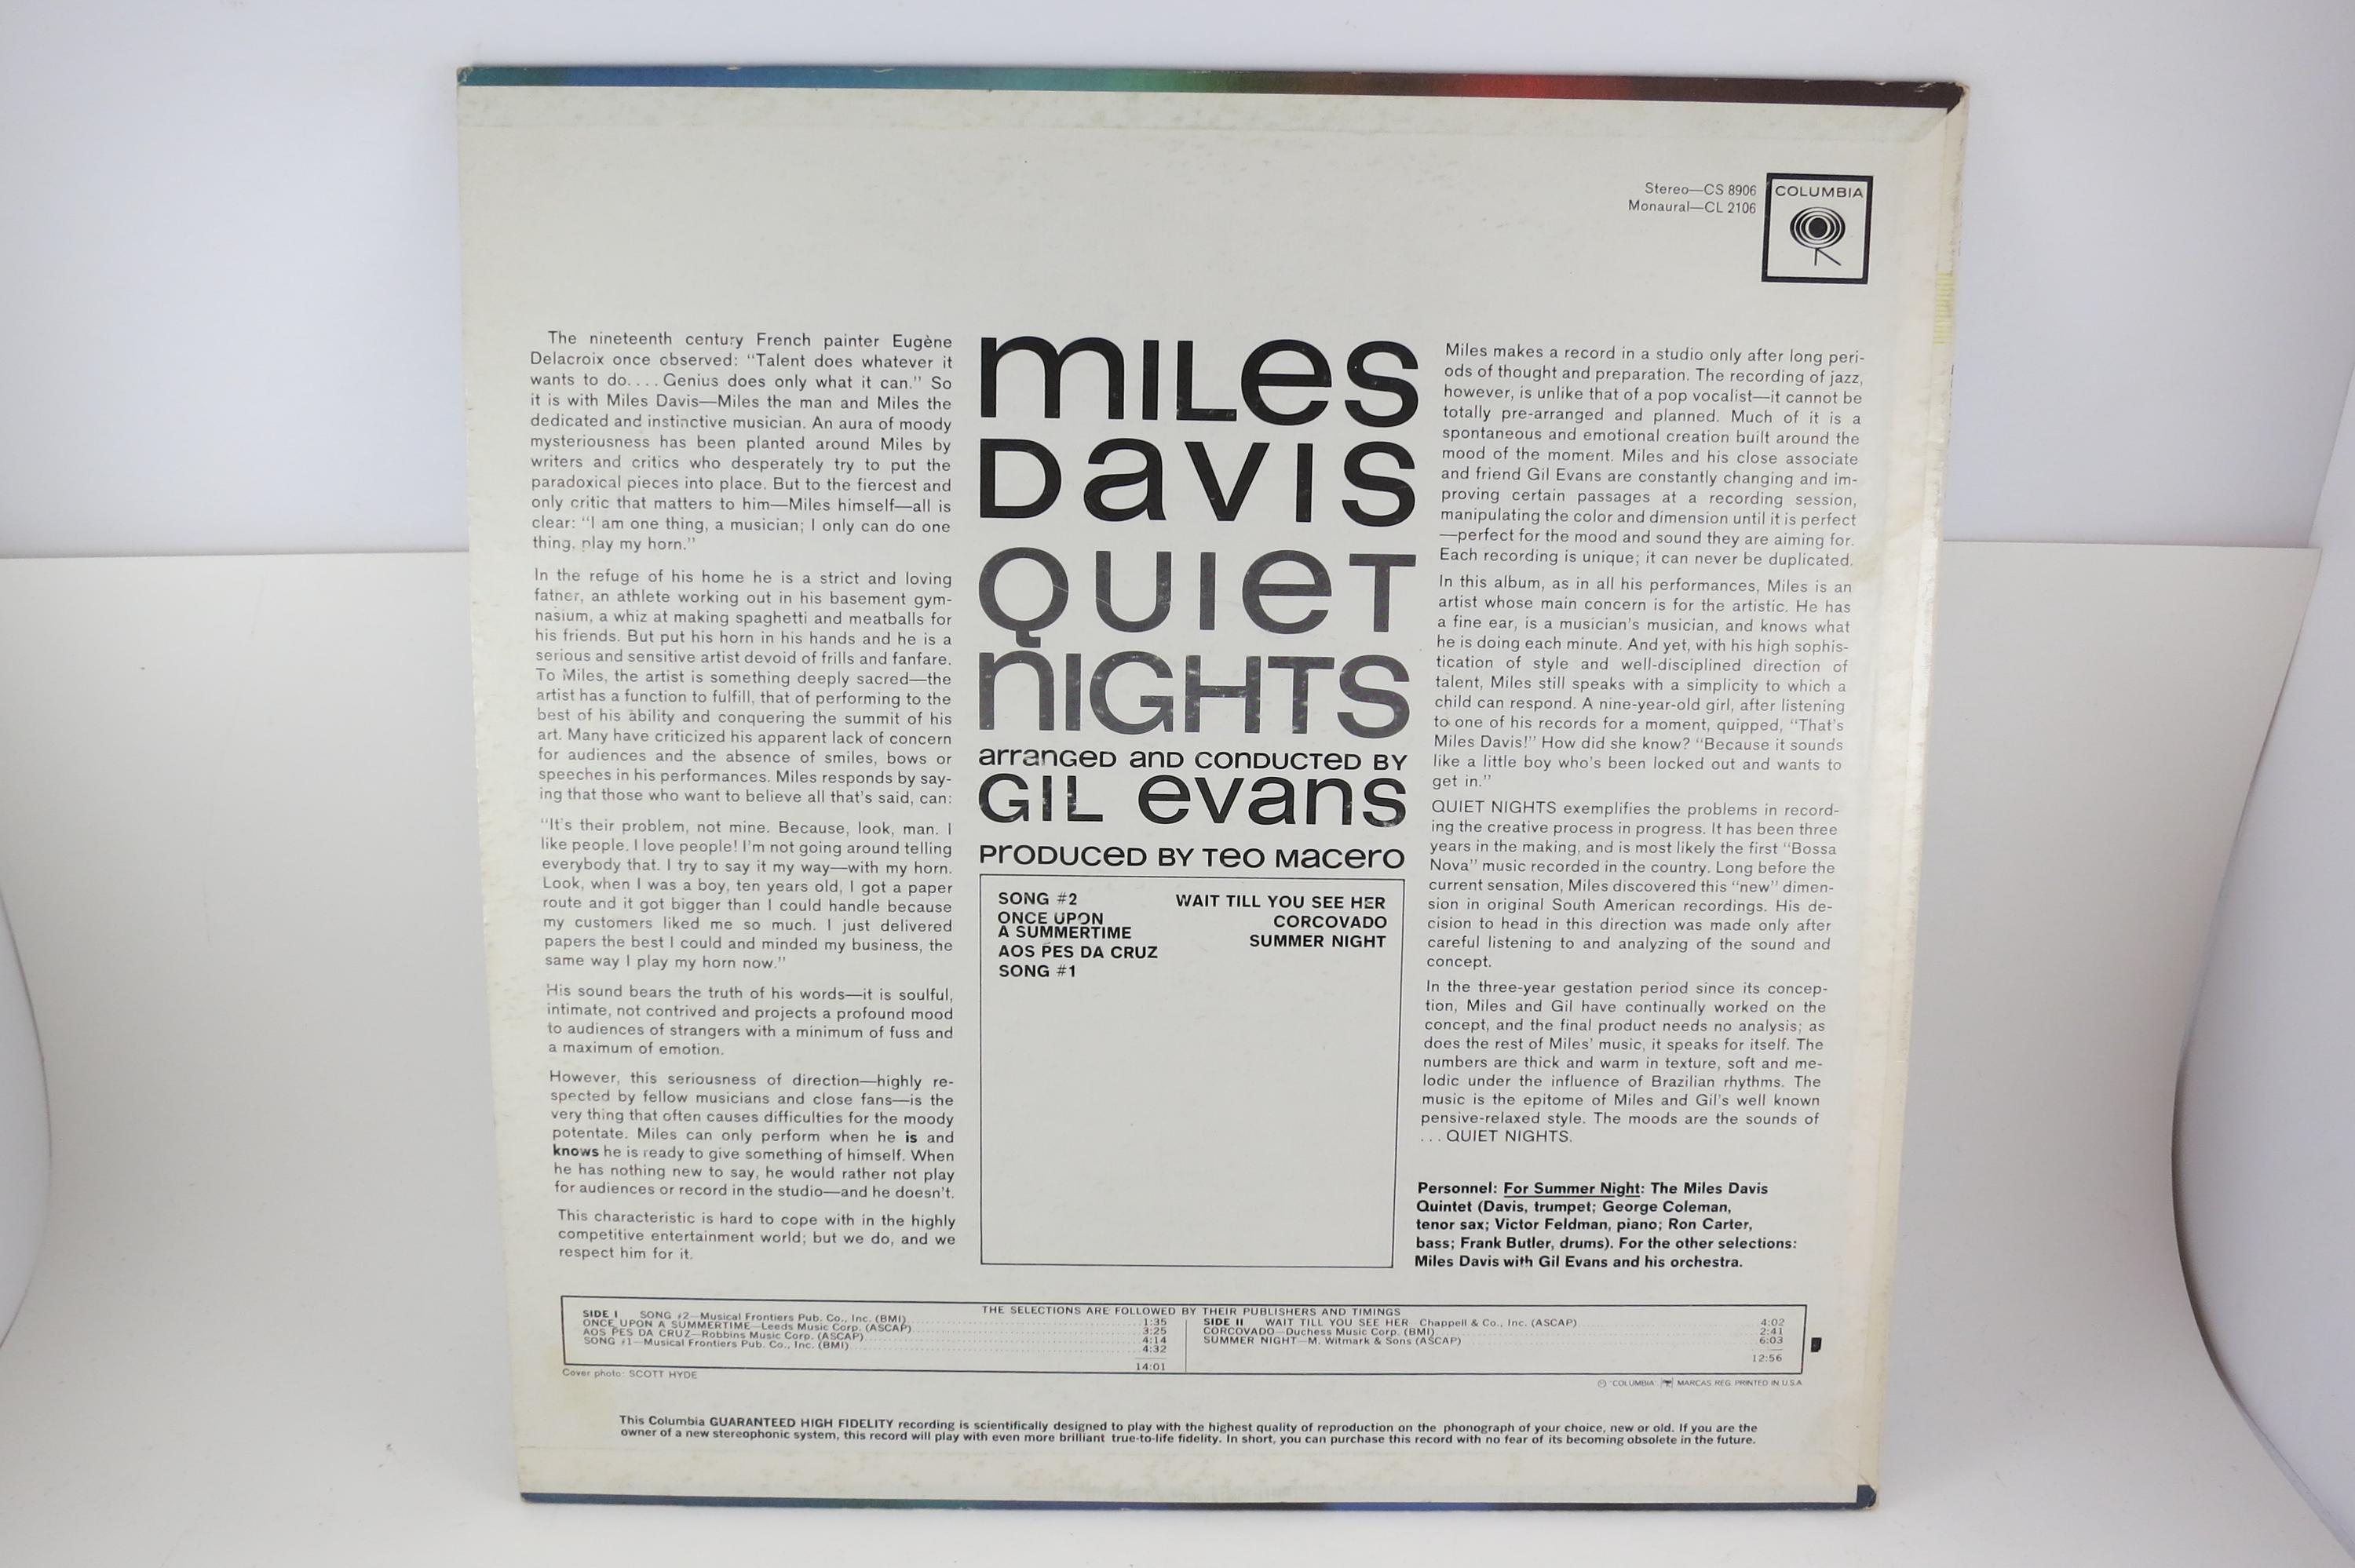 Stereo—CS 8906
Monaural—CL 2106
COLUMBIA
The nineteenth century French painter Eugène
Delacroix once observed: "Talent does whatever it
wants to do.... Genius does only what it can." So
it is with Miles Davis—Miles the man and Miles the
dedicated and instinctive musician. An aura of moody
mysteriousness has been planted around Miles by
writers and critics who desperately try to put the
paradoxical pieces into place. But to the fiercest and
only critic that matters to him—Miles himself—all is
clear: "I am one thing, a musician; I only can do one
thing, play my horn."
In the refuge of his home he is a strict and loving
father, an athlete working out in his basement gym-
nasium, a whiz at making spaghetti and meatballs for
his friends. But put his horn in his hands and he is a
serious and sensitive artist devoid of frills and fanfare.
To Miles, the artist is something deeply sacred—the
artist has a function to fulfill, that of performing to the
best of his ability and conquering the summit of his
art. Many have criticized his apparent lack of concern
for audiences and the absence of smiles, bows or
speeches in his performances. Miles responds by say-
ing that those who want to believe all that's said, can:
"It's their problem, not mine. Because, look, man. I
like people. I love people! I'm not going around telling
everybody that. I try to say it my way—with my horn.
Look, when I was a boy, ten years old, I got a paper
route and it got bigger than I could handle because
my customers liked me so much. I just delivered
papers the best I could and minded my business, the
same way I play my horn now."
His sound bears the truth of his words—it is soulful,
intimate, not contrived and projects a profound mood
to audiences of strangers with a minimum of fuss and
a maximum of emotion.
However, this seriousness of direction—highly re-
spected by fellow musicians and close fans—is the
very thing that often causes difficulties for the moody
potentate. Miles can only perform when he is and
knows he is ready to give something of himself. When
he has nothing new to say, he would rather not play
for audiences or record in the studio—and he doesn't.
This characteristic is hard to cope with in the highly
competitive entertainment world; but we do, and we
respect him for it.
MILes
DaVIS
QUIeT
NIGHTS
arranGeD anD conDUCTeD BY
GIL evans
PrODUCeD BY Teo Macero
SONG #2
ONCE UPON
A SUMMERTIME
AOS PES DA CRUZ
SONG #1
WAIT TILL YOU SEE HER
CORCOVADO
SUMMER NIGHT
Miles makes a record in a studio only after long peri-
ods of thought and preparation. The recording of jazz,
however, is unlike that of a pop vocalist—it cannot be
totally pre-arranged and planned. Much of it is a
spontaneous and emotional creation built around the
mood of the moment. Miles and his close associate
and friend Gil Evans are constantly changing and im-
proving certain passages at a recording session,
manipulating the color and dimension until it is perfect
—perfect for the mood and sound they are aiming for.
Each recording is unique; it can never be duplicated.
In this album, as in all his performances, Miles is an
artist whose main concern is for the artistic. He has
a fine ear, is a musician's musician, and knows what
he is doing each minute. And yet, with his high sophis-
tication of style and well-disciplined direction of
talent, Miles still speaks with a simplicity to which a
child can respond. A nine-year-old girl, after listening
to one of his records for a moment, quipped, "That's
Miles Davis!" How did she know? "Because it sounds
like a little boy who's been locked out and wants to
get in."
QUIET NIGHTS exemplifies the problems in record-
ing the creative process in progress. It has been three
years in the making, and is most likely the first "Bossa
Nova" music recorded in the country. Long before the
current sensation, Miles discovered this "new" dimen-
sion in original South American recordings. His de-
cision to head in this direction was made only after
careful listening to and analyzing of the sound and
concept.
In the three-year gestation period since its concep-
tion, Miles and Gil have continually worked on the
concept, and the final product needs no analysis; as
does the rest of Miles' music, it speaks for itself. The
numbers are thick and warm in texture, soft and me-
lodic under the influence of Brazilian rhythms. The
music is the epitome of Miles and Gil's well known
pensive-relaxed style. The moods are the sounds of
... QUIET NIGHTS.
Personnel: For Summer Night: The Miles Davis
Quintet (Davis, trumpet; George Coleman,
tenor sax; Victor Feldman, piano; Ron Carter,
bass; Frank Butler, drums). For the other selections:
Miles Davis with Gil Evans and his orchestra.
THE SELECTIONS ARE FOLLOWED BY THEIR PUBLISHERS AND TIMINGS
SIDE I SONG #2—Musical Frontiers Pub. Co., Inc. (BMI) 1:35
ONCE UPON A SUMMERTIME—Leeds Music Corp. (ASCAP) 3:25
AOS PES DA CRUZ—Robbins Music Corp. (ASCAP) 4:14
SONG #1—Musical Frontiers Pub. Co., Inc. (BMI) 4:32
14:01
SIDE II WAIT TILL YOU SEE HER Chappell & Co., Inc. (ASCAP) 4:02
CORCOVADO—Duchess Music Corp. (BMI) 2:41
SUMMER NIGHT—M. Witmark & Sons (ASCAP) 6:03
12:56
Cover photo: SCOTT HYDE
"COLUMBIA" MARCAS REG. PRINTED IN U.S.A.
This Columbia GUARANTEED HIGH FIDELITY recording is scientifically designed to play with the highest quality of reproduction on the phonograph of your choice, new or old. If you are the
owner of a new stereophonic system, this record will play with even more brilliant true-to-life fidelity. In short, you can purchase this record with no fear of its becoming obsolete in the future.